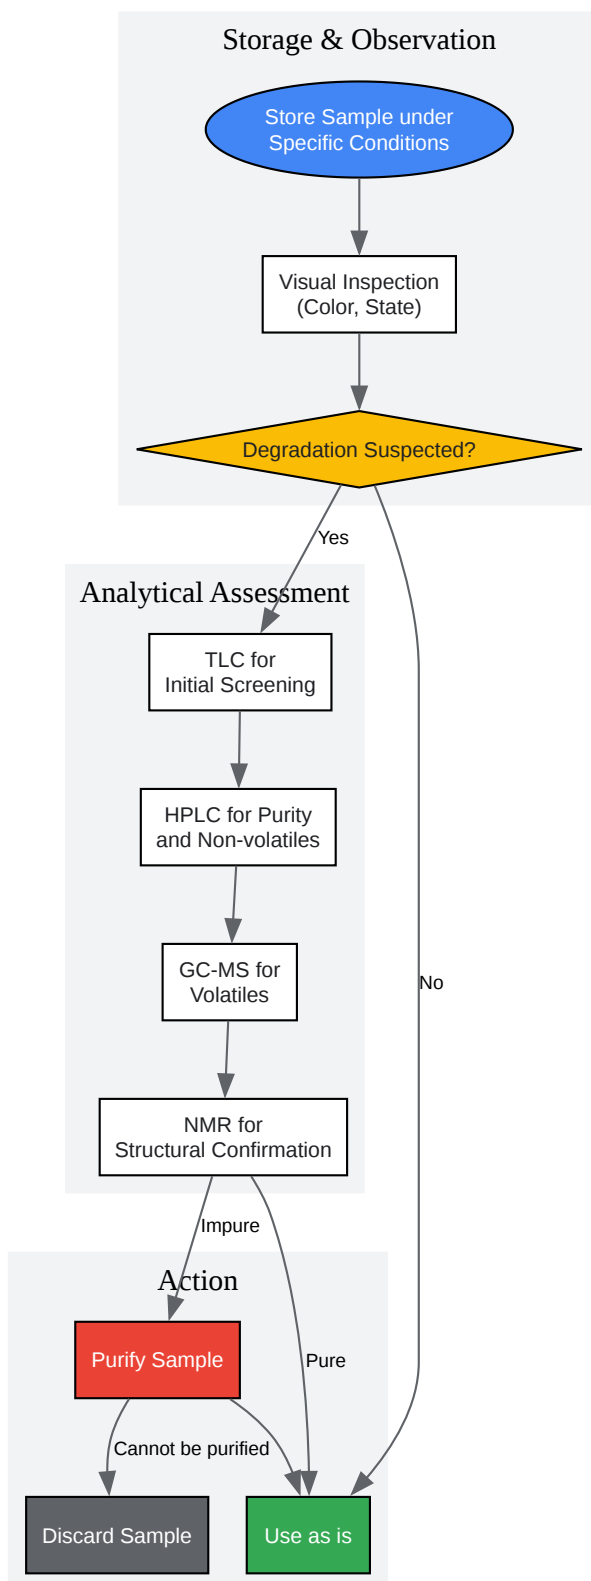 Storage & Observation
Store Sample under
Specific Conditions
Visual Inspection
(Color, State)
Degradation Suspected?
Yes
Analytical Assessment
TLC for
Initial Screening
HPLC for Purity
and Non-volatiles
GC-MS for
Volatiles
No
NMR for
Structural Confirmation
Impure
Action
Purify Sample
Pure
Cannot be purified
Discard Sample
Use as is